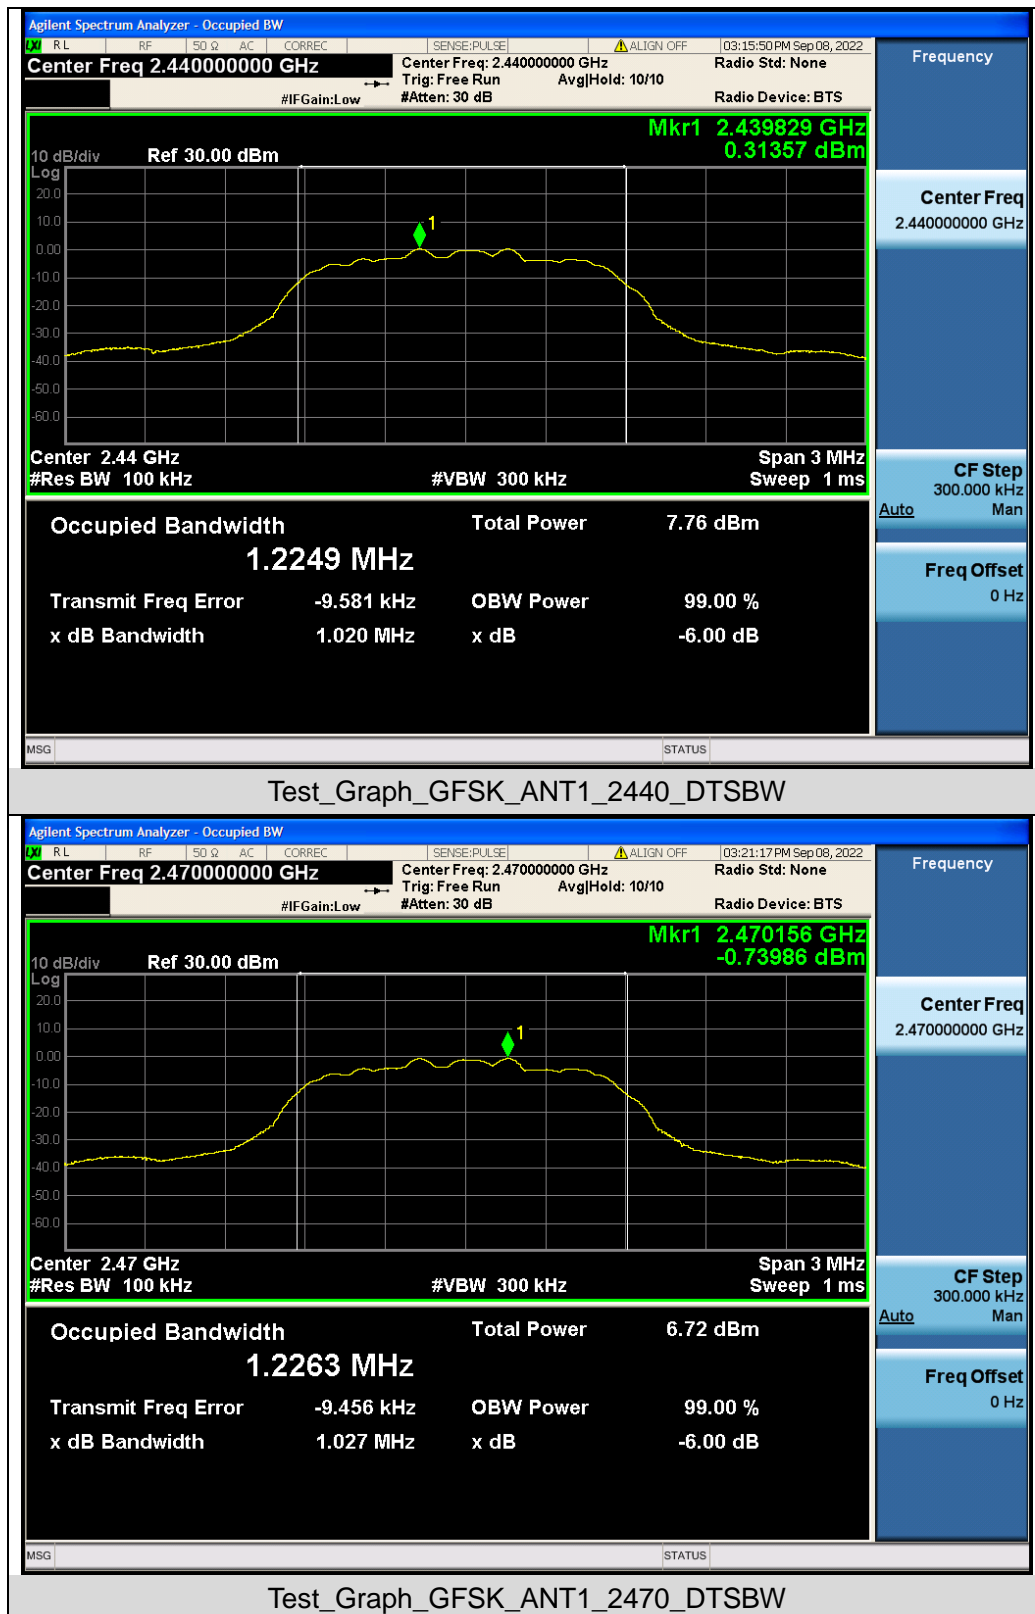 Agilent Spectrum Analyzer - Occupied BW
LXI RL RF 50 Ω AC CORREC SENSE:PULSE ALIGN OFF 03:15:50 PM Sep 08, 2022
Center Freq 2.440000000 GHz
Center Freq: 2.440000000 GHz
Radio Std: None
Trig: Free Run Avg|Hold: 10/10
#IFGain:Low
#Atten: 30 dB
Radio Device: BTS
Frequency
Mkr1 2.439829 GHz
0.31357 dBm
10 dB/div Ref 30.00 dBm
Log
20.0
10.0
1
0.00
-10.0
-20.0
-30.0
-40.0
-50.0
-60.0
Center 2.44 GHz Span 3 MHz
#Res BW 100 kHz #VBW 300 kHz Sweep 1 ms
Center Freq
2.440000000 GHz
CF Step
300.000 kHz
Auto Man
Freq Offset
0 Hz
Occupied Bandwidth Total Power 7.76 dBm
1.2249 MHz
Transmit Freq Error -9.581 kHz OBW Power 99.00 %
x dB Bandwidth 1.020 MHz x dB -6.00 dB
MSG STATUS
Test_Graph_GFSK_ANT1_2440_DTSBW
Agilent Spectrum Analyzer - Occupied BW
LXI RL RF 50 Ω AC CORREC SENSE:PULSE ALIGN OFF 03:21:17 PM Sep 08, 2022
Center Freq 2.470000000 GHz
Center Freq: 2.470000000 GHz
Radio Std: None
Trig: Free Run Avg|Hold: 10/10
#IFGain:Low
#Atten: 30 dB
Radio Device: BTS
Frequency
Mkr1 2.470156 GHz
-0.73986 dBm
10 dB/div Ref 30.00 dBm
Log
20.0
10.0
1
0.00
-10.0
-20.0
-30.0
-40.0
-50.0
-60.0
Center 2.47 GHz Span 3 MHz
#Res BW 100 kHz #VBW 300 kHz Sweep 1 ms
Center Freq
2.470000000 GHz
CF Step
300.000 kHz
Auto Man
Freq Offset
0 Hz
Occupied Bandwidth Total Power 6.72 dBm
1.2263 MHz
Transmit Freq Error -9.456 kHz OBW Power 99.00 %
x dB Bandwidth 1.027 MHz x dB -6.00 dB
MSG STATUS
Test_Graph_GFSK_ANT1_2470_DTSBW